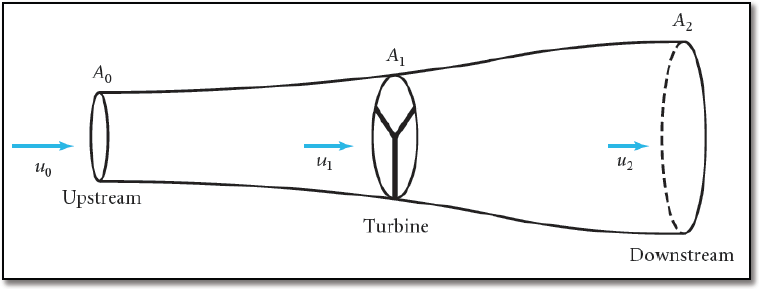 A₀
A₁
A₂
u₀
u₁
u₂
Upstream
Turbine
Downstream